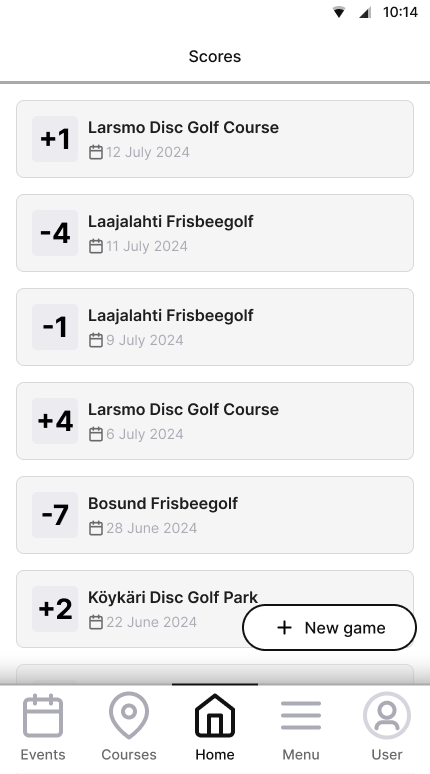 10:14
Scores
+1
Larsmo Disc Golf Course
12 July 2024
-4
Laajalahti Frisbeegolf
11 July 2024
-1
Laajalahti Frisbeegolf
9 July 2024
+4
Larsmo Disc Golf Course
6 July 2024
-7
Bosund Frisbeegolf
28 June 2024
+2
Köykäri Disc Golf Park
22 June 2024
+ New game
Events Courses Home Menu User